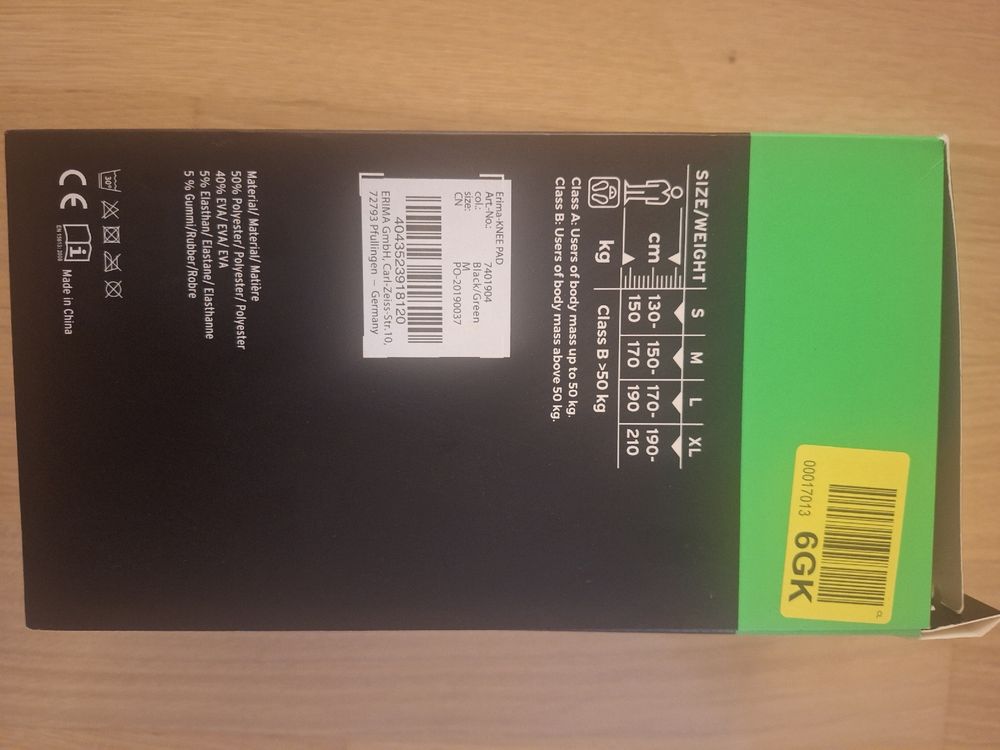 00017013 6GK
SIZE/WEIGHT S M L XL
cm 130-150 150-170 170-190 190-210
kg Class B >50 kg
Class A: Users of body mass up to 50 kg.
Class B: Users of body mass above 50 kg.
Erima-KNEE PAD
Art.-No.: 7401904
col.: Black/Green
size: M
CN PO-20190037
4043523918120
ERIMA GmbH, Carl-Zeiss-Str.10,
72793 Pfullingen – Germany
Material/ Material/ Matière
50% Polyester/ Polyester/ Polyester
40% EVA/ EVA/ EVA
5% Elasthan/ Elastane/ Elasthanne
5 % Gummi/Rubber/Robre
30°
CE i Made in China